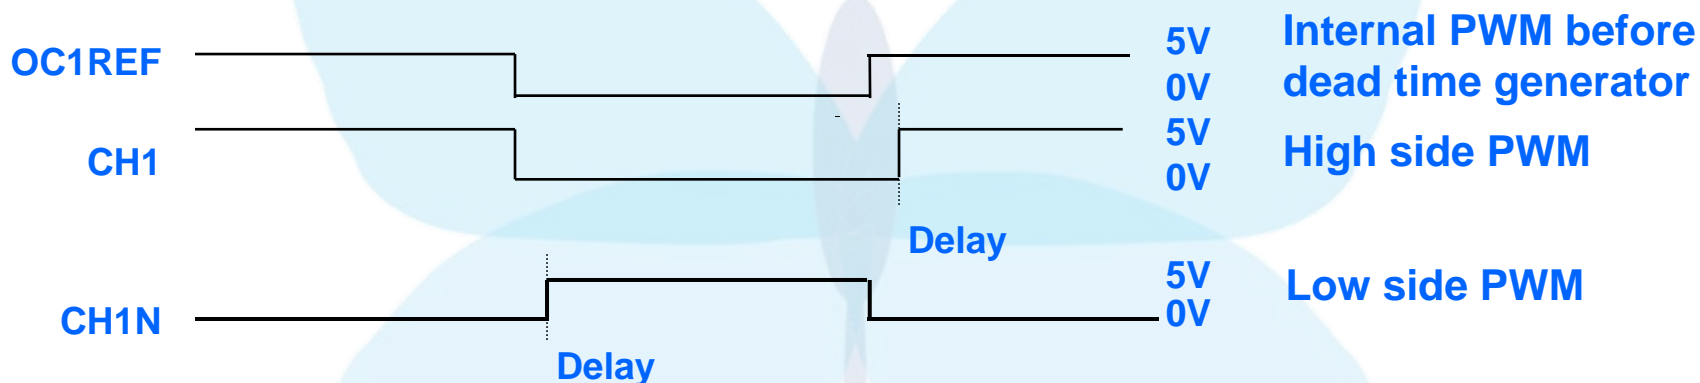 OC1REF
5V
0V
Internal PWM before
dead time generator
CH1
5V
0V
High side PWM
Delay
CH1N
5V
0V
Low side PWM
Delay